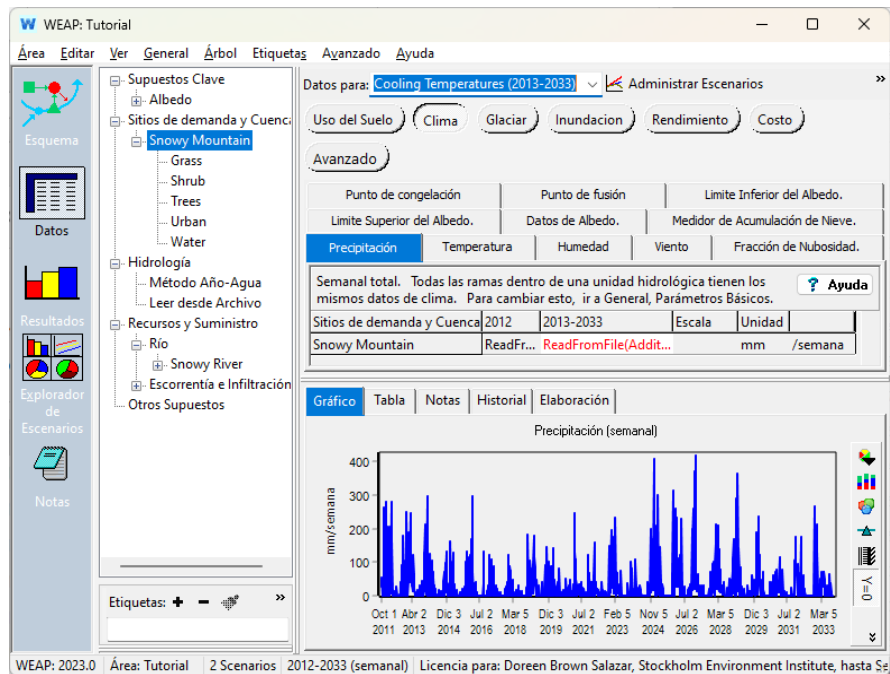 WEAP: Tutorial
Área Editar Ver General Árbol Etiquetas Avanzado Ayuda
Esquema
Datos
Resultados
Explorador
de
Escenarios
Notas
Supuestos Clave
Albedo
Sitios de demanda y Cuenca
Snowy Mountain
Grass
Shrub
Trees
Urban
Water
Hidrología
Método Año-Agua
Leer desde Archivo
Recursos y Suministro
Río
Snowy River
Escorrentía e Infiltración
Otros Supuestos
Etiquetas: + - »
Datos para: Cooling Temperatures (2013-2033) Administrar Escenarios »
Uso del Suelo Clima Glaciar Inundacion Rendimiento Costo
Avanzado
Punto de congelación Punto de fusión Limite Inferior del Albedo.
Limite Superior del Albedo. Datos de Albedo. Medidor de Acumulación de Nieve.
Precipitación Temperatura Humedad Viento Fracción de Nubosidad.
Semanal total. Todas las ramas dentro de una unidad hidrológica tienen los
mismos datos de clima. Para cambiar esto, ir a General, Parámetros Básicos.
? Ayuda
Sitios de demanda y Cuenca 2012 2013-2033 Escala Unidad
Snowy Mountain ReadFr... ReadFromFile(Addit... mm /semana
Gráfico Tabla Notas Historial Elaboración
Precipitación (semanal)
mm/semana
400
300
200
100
0
Oct 1 Abr 2 Dic 3 Jul 2 Mar 5 Dic 3 Jul 2 Feb 5 Nov 5 Jul 2 Mar 5 Dic 3 Jul 2 Mar 5
2011 2013 2014 2016 2018 2019 2021 2023 2024 2026 2028 2029 2031 2033
Y=0
WEAP: 2023.0 Área: Tutorial 2 Scenarios 2012-2033 (semanal) Licencia para: Doreen Brown Salazar, Stockholm Environment Institute, hasta